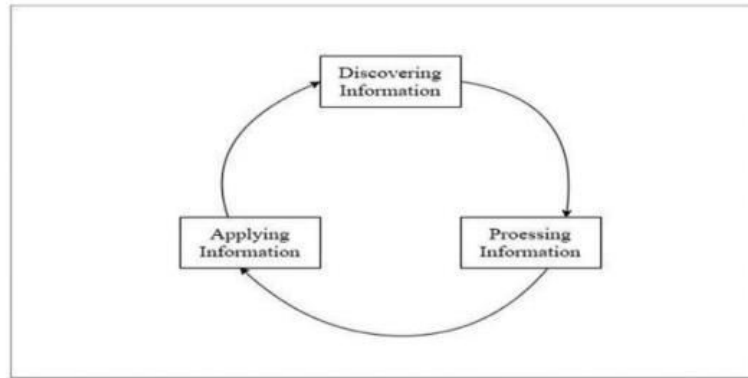 Discovering
Information
Applying
Information
Proessing
Information